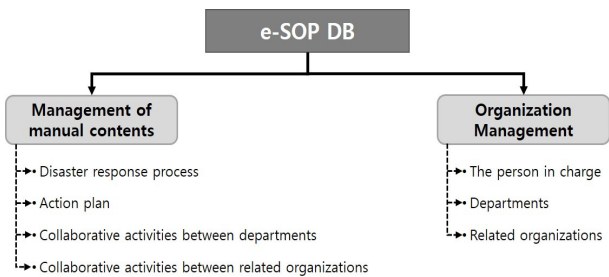 e-SOP DB
Management of
manual contents
• Disaster response process
• Action plan
• Collaborative activities between departments
• Collaborative activities between related organizations
Organization
Management
• The person in charge
• Departments
• Related organizations